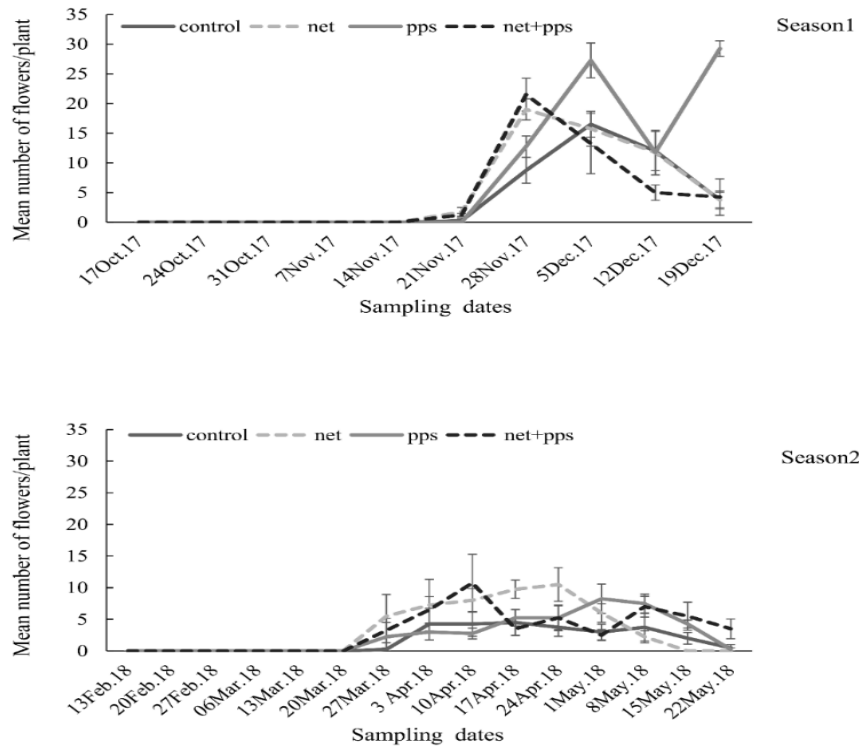 35
30
25
20
15
10
5
0
Mean number of flowers/plant
control net pps net+pps
Season1
17Oct.17 24Oct.17 31Oct.17 7Nov.17 14Nov.17 21Nov.17 28Nov.17 5Dec.17 12Dec.17 19Dec.17
Sampling dates
35
30
25
20
15
10
5
0
Mean number of flowers/plant
control net pps net+pps
Season2
13Feb.18 20Feb.18 27Feb.18 06Mar.18 13Mar.18 20Mar.18 27Mar.18 3 Apr.18 10Apr.18 17Apr.18 24Apr.18 1May.18 8May.18 15May.18 22May.18
Sampling dates